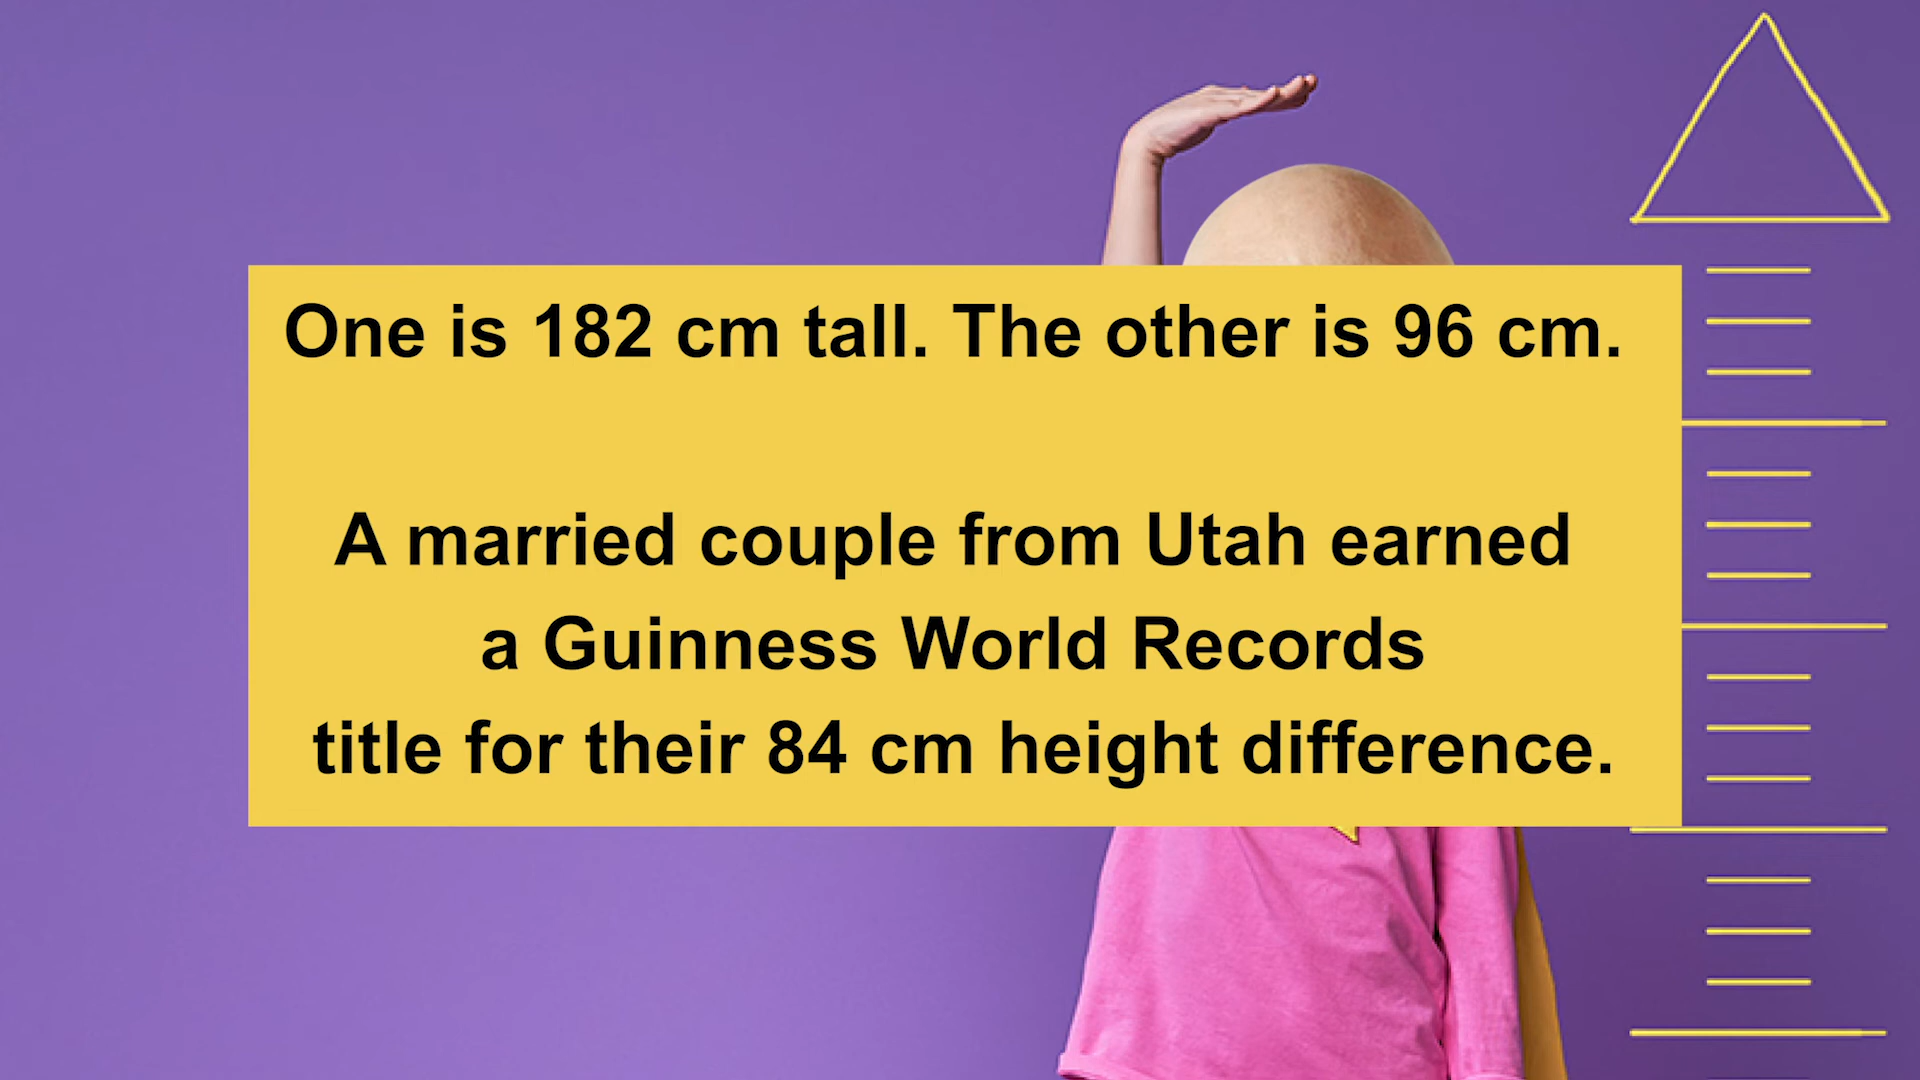 One is 182 cm tall. The other is 96 cm.
A married couple from Utah earned
a Guinness World Records
title for their 84 cm height difference.